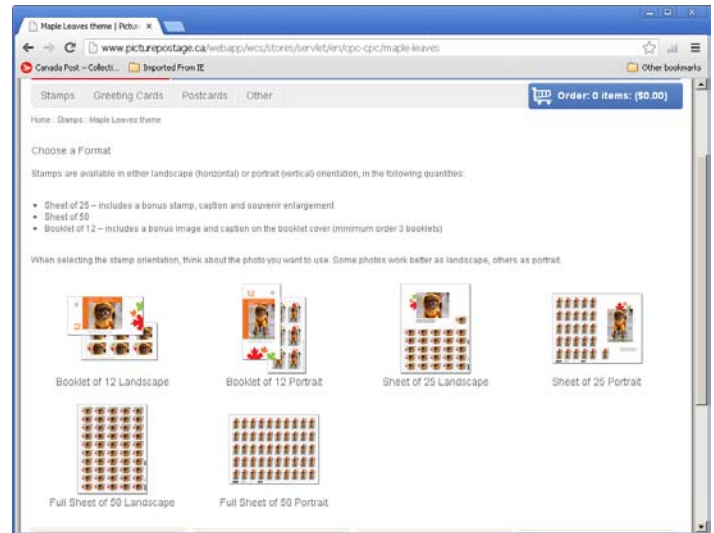 Maple Leaves theme | Pictur
www.picturepostage.ca/webapp/wcs/stores/servlet/en/cpc-cpc/maple-leaves
Canada Post – Collecti... Imported From IE Other bookmarks
Stamps Greeting Cards Postcards Other Order: 0 items: ($0.00)
Home : Stamps : Maple Leaves theme
Choose a Format
Stamps are available in either landscape (horizontal) or portrait (vertical) orientation, in the following quantities:
• Sheet of 25 – includes a bonus stamp, caption and souvenir enlargement
• Sheet of 50
• Booklet of 12 – includes a bonus image and caption on the booklet cover (minimum order 3 booklets)
When selecting the stamp orientation, think about the photo you want to use. Some photos work better as landscape, others as portrait.
Booklet of 12 Landscape Booklet of 12 Portrait Sheet of 25 Landscape Sheet of 25 Portrait
Full Sheet of 50 Landscape Full Sheet of 50 Portrait